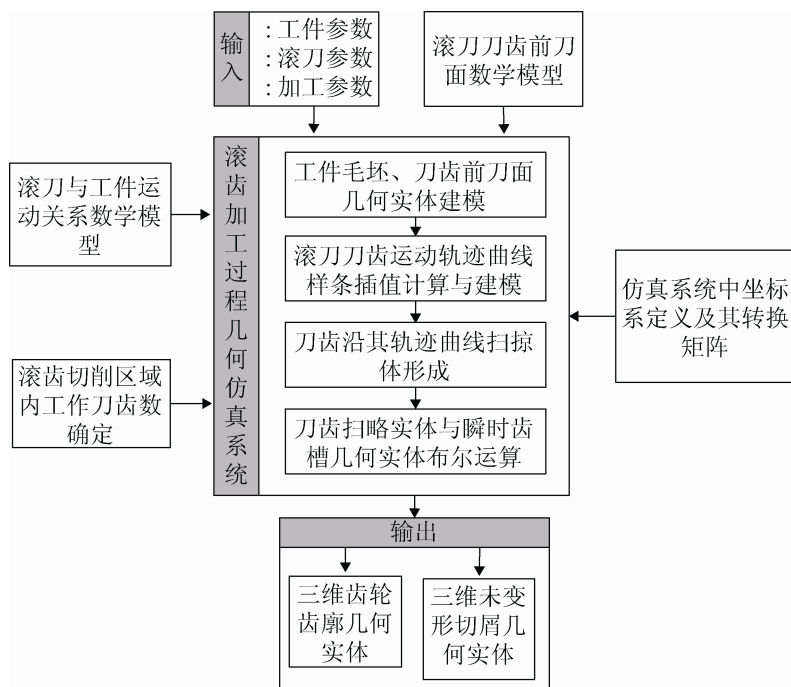 输入
: 工件参数
: 滚刀参数
: 加工参数
滚刀刀齿前刀
面数学模型
滚刀与工件运
动关系数学模
型
滚齿切削区域
内工作刀齿数
确定
滚齿加工过程几何仿真系统
工件毛坯、刀齿前刀面
几何实体建模
滚刀刀齿运动轨迹曲线
样条插值计算与建模
刀齿沿其轨迹曲线扫掠
体形成
刀齿扫略实体与瞬时齿
槽几何实体布尔运算
仿真系统中坐标
系定义及其转换
矩阵
输出
三维齿轮
齿廓几何
实体
三维未变
形切屑几
何实体